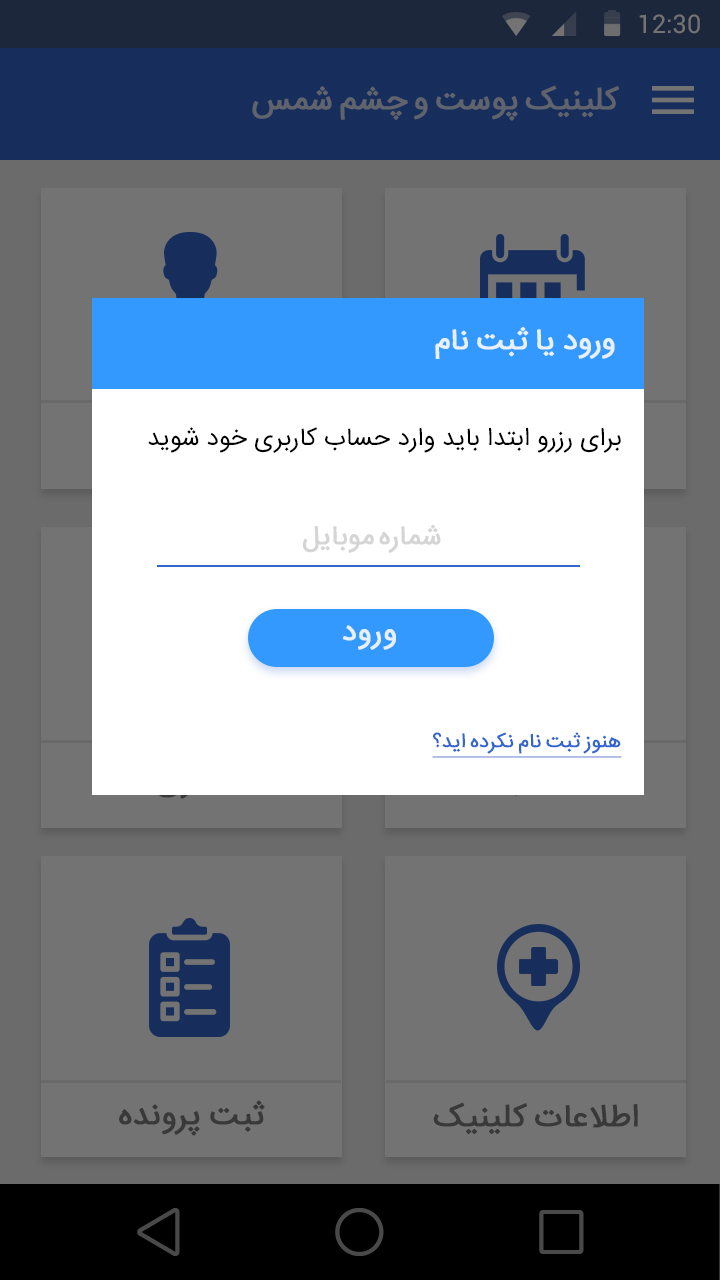 12:30
کلینیک پوست و چشم شمس
ورود یا ثبت نام
برای رزرو ابتدا باید وارد حساب کاربری خود شوید
شماره موبایل
ورود
هنوز ثبت نام نکرده اید؟
اطلاعات کلینیک
ثبت پرونده